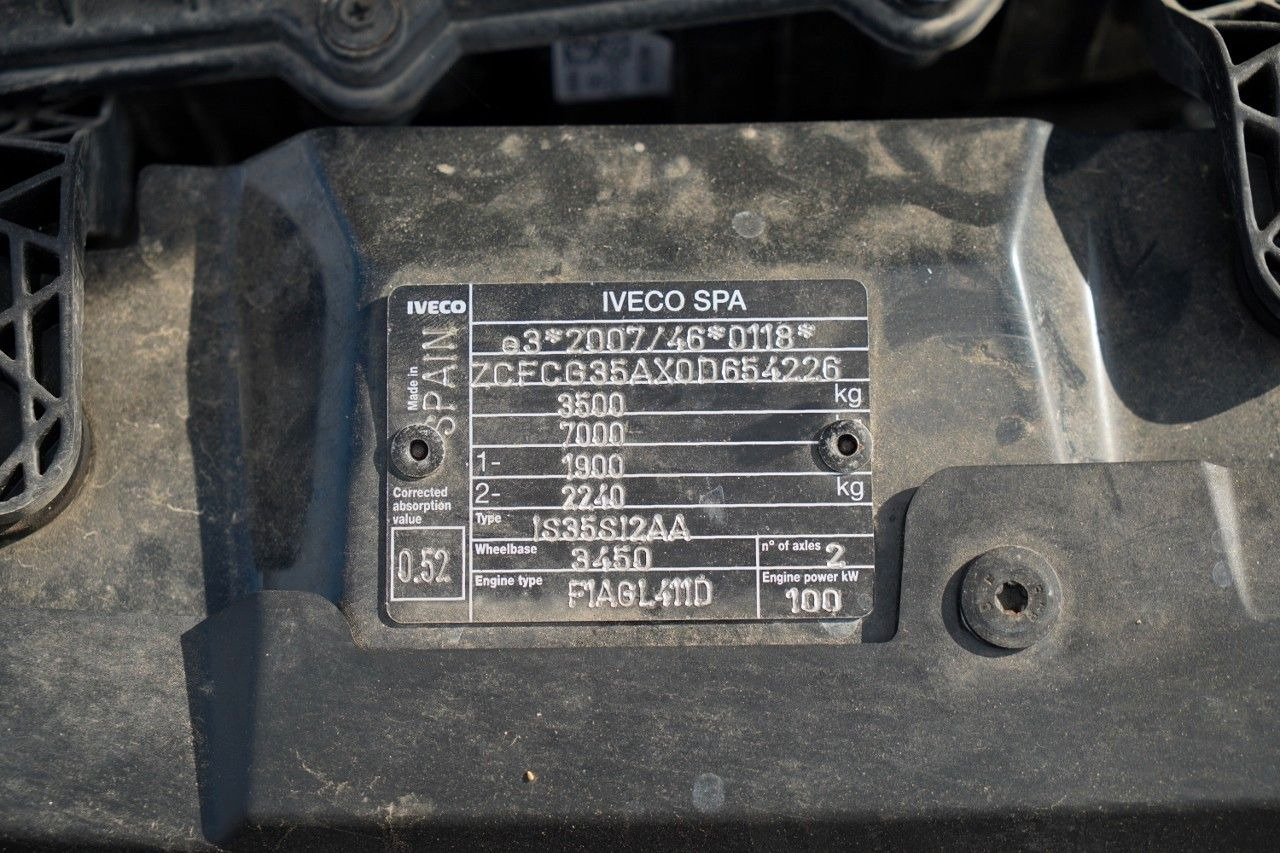 IVECO
IVECO SPA
Made in
SPAIN
e3*2007/46*0118*
ZCFCG35AX0D654226
3500 kg
7000
1- 1900
2- 2240 kg
Corrected
absorption
value
0.52
Type
IS35SI2AA
Wheelbase
3450
n° of axles 2
Engine type
F1AGL411D
Engine power kW
100